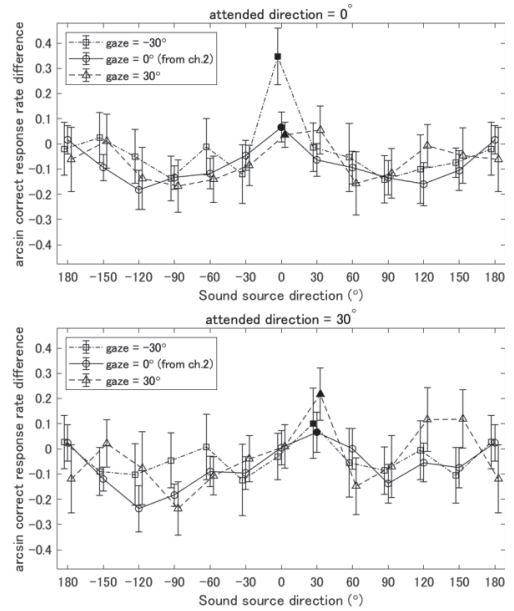 attended direction = 0°
arcsin correct response rate difference
gaze = −30°
gaze = 0° (from ch.2)
gaze = 30°
0.4
0.3
0.2
0.1
0
−0.1
−0.2
−0.3
−0.4
180 −150 −120 −90 −60 −30 0 30 60 90 120 150 180
Sound source direction (°)
attended direction = 30°
arcsin correct response rate difference
gaze = −30°
gaze = 0° (from ch.2)
gaze = 30°
0.4
0.3
0.2
0.1
0
−0.1
−0.2
−0.3
−0.4
180 −150 −120 −90 −60 −30 0 30 60 90 120 150 180
Sound source direction (°)